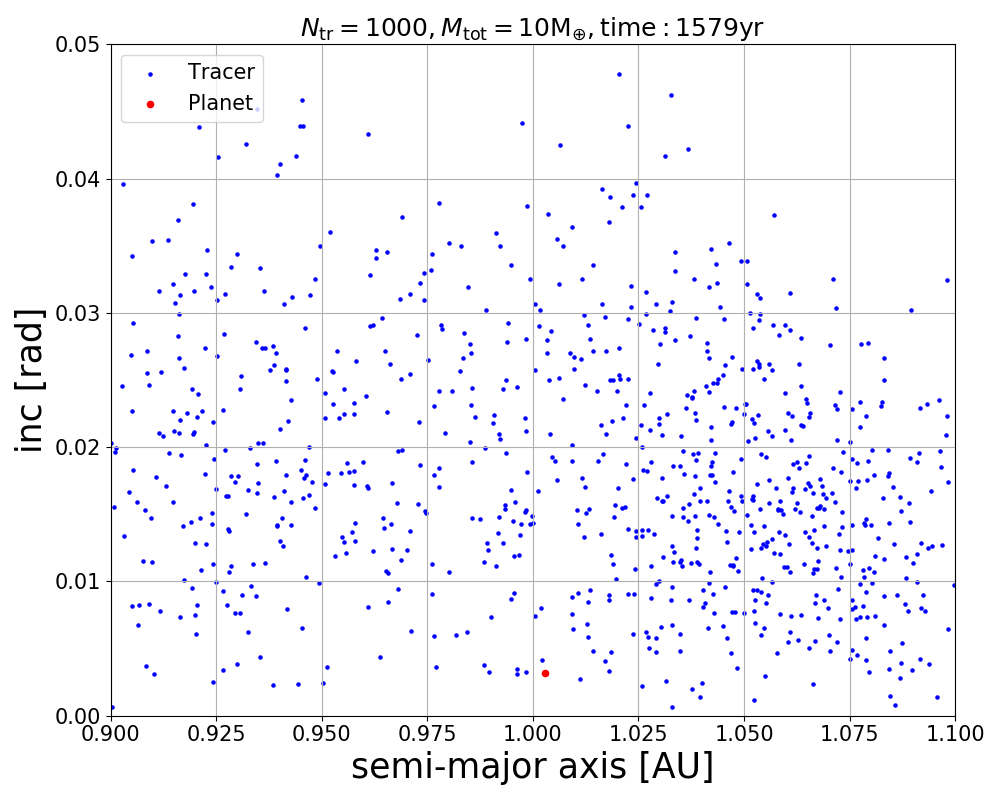 N_tr = 1000, M_tot = 10M_⊕, time : 1579yr
Tracer
Planet
inc [rad]
0.05
0.04
0.03
0.02
0.01
0.00
0.900 0.925 0.950 0.975 1.000 1.025 1.050 1.075 1.100
semi-major axis [AU]